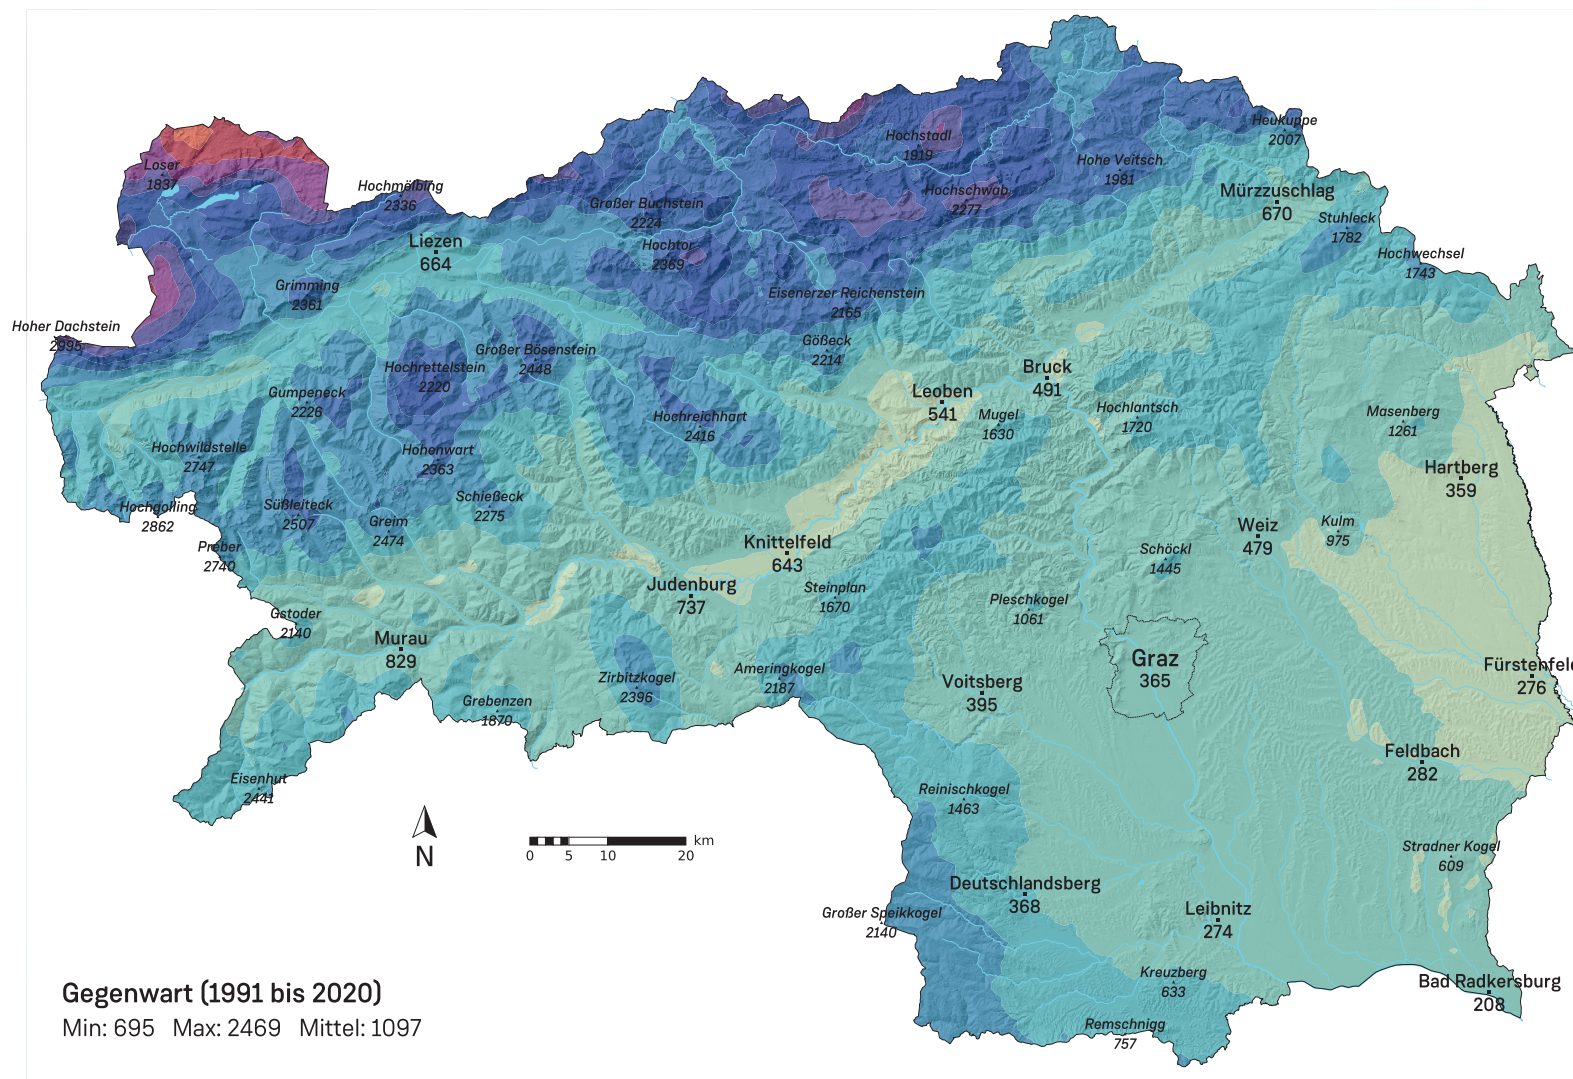 Heukuppe
2007
Hochstadl
1919
Hohe Veitsch
1981
Loser
1837
Hochmölbing
2336
Hochschwab
2277
Mürzzuschlag
670
Großer Buchstein
2224
Stuhleck
1782
Liezen
664
Hochtor
2369
Hochwechsel
1743
Grimming
2361
Eisenerzer Reichenstein
2165
Hoher Dachstein
2995
Gößeck
2214
Großer Bösenstein
2448
Hochrettelstein
2220
Bruck
491
Gumpeneck
2226
Leoben
541
Hochreichhart
2416
Mugel
1630
Hochlantsch
1720
Masenberg
1261
Hochwildstelle
2747
Hohenwart
2363
Hartberg
359
Hochgolling
2862
Süßleiteck
2507
Schießeck
2275
Greim
2474
Weiz
479
Kulm
975
Preber
2740
Knittelfeld
643
Schöckl
1445
Judenburg
737
Steinplan
1670
Pleschkogel
1061
Gstoder
2140
Murau
829
Graz
365
Zirbitzkogel
2396
Ameringkogel
2187
Voitsberg
395
Fürstenfeld
276
Grebenzen
1870
Feldbach
282
Eisenhut
2441
Reinischkogel
1463
N
0 5 10 20 km
Stradner Kogel
609
Deutschlandsberg
368
Großer Speikkogel
2140
Leibnitz
274
Kreuzberg
633
Bad Radkersburg
208
Gegenwart (1991 bis 2020)
Min: 695 Max: 2469 Mittel: 1097
Remschnigg
757